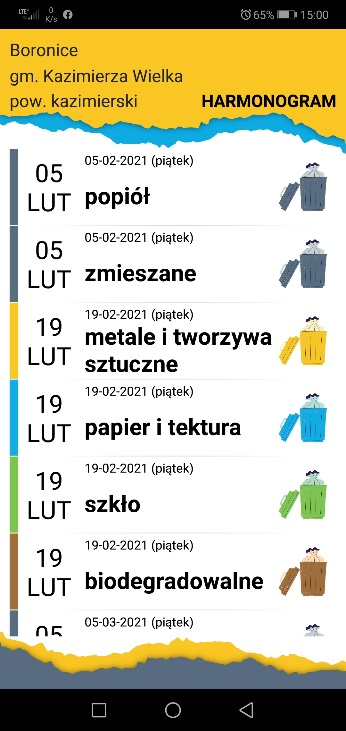 LTE 0 K/s 65% 15:00
Boronice
gm. Kazimierza Wielka
pow. kazimierski
HARMONOGRAM
05 LUT
05-02-2021 (piątek)
popiół
05 LUT
05-02-2021 (piątek)
zmieszane
19 LUT
19-02-2021 (piątek)
metale i tworzywa
sztuczne
19 LUT
19-02-2021 (piątek)
papier i tektura
19 LUT
19-02-2021 (piątek)
szkło
19 LUT
19-02-2021 (piątek)
biodegradowalne
05
05-03-2021 (piątek)